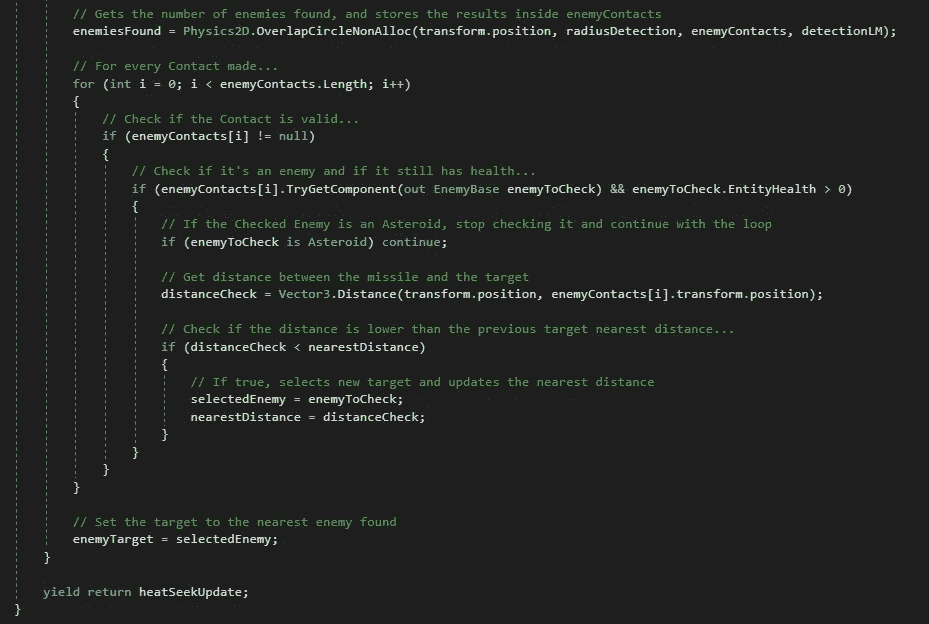 // Gets the number of enemies found, and stores the results inside enemyContacts
enemiesFound = Physics2D.OverlapCircleNonAlloc(transform.position, radiusDetection, enemyContacts, detectionLM);
// For every Contact made...
for (int i = 0; i < enemyContacts.Length; i++)
{
// Check if the Contact is valid...
if (enemyContacts[i] != null)
{
// Check if it's an enemy and if it still has health...
if (enemyContacts[i].TryGetComponent(out EnemyBase enemyToCheck) && enemyToCheck.EntityHealth > 0)
{
// If the Checked Enemy is an Asteroid, stop checking it and continue with the loop
if (enemyToCheck is Asteroid) continue;
// Get distance between the missile and the target
distanceCheck = Vector3.Distance(transform.position, enemyContacts[i].transform.position);
// Check if the distance is lower than the previous target nearest distance...
if (distanceCheck < nearestDistance)
{
// If true, selects new target and updates the nearest distance
selectedEnemy = enemyToCheck;
nearestDistance = distanceCheck;
}
}
}
}
// Set the target to the nearest enemy found
enemyTarget = selectedEnemy;
}
yield return heatSeekUpdate;
}